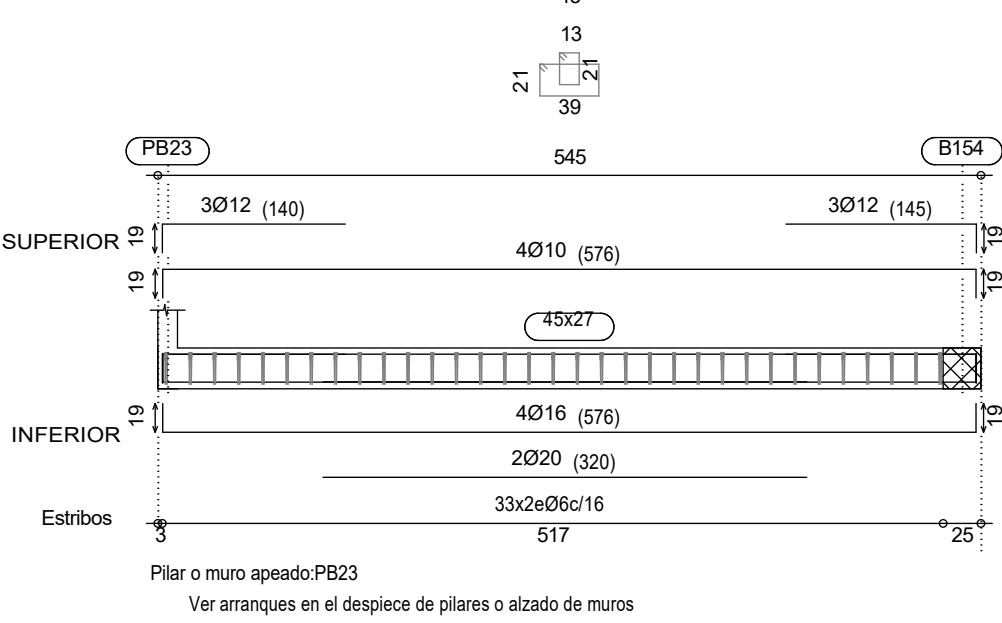 13
21
21
39
PB23
545
B154
3Ø12 (140)
3Ø12 (145)
SUPERIOR
19
19
4Ø10 (576)
19
19
45x27
4Ø16 (576)
19
19
INFERIOR
2Ø20 (320)
33x2eØ6c/16
Estribos
3
517
25
Pilar o muro apeado:PB23
Ver arranques en el despiece de pilares o alzado de muros